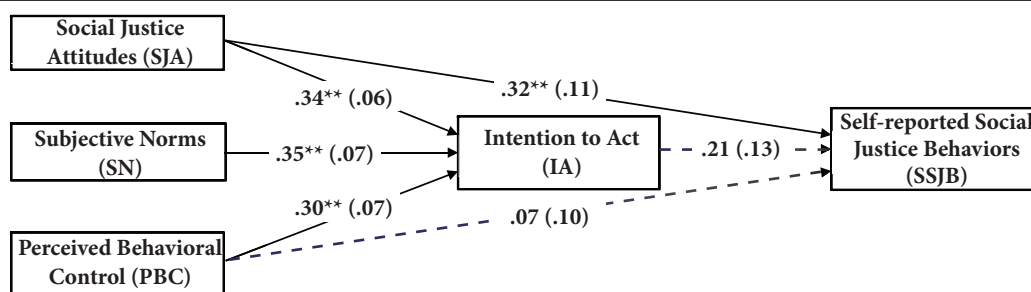 Social Justice
Attitudes (SJA)
.34** (.06)
.32** (.11)
Subjective Norms
(SN)
.35** (.07)
Intention to Act
(IA)
.21 (.13)
Self-reported Social
Justice Behaviors
(SSJB)
.30** (.07)
.07 (.10)
Perceived Behavioral
Control (PBC)